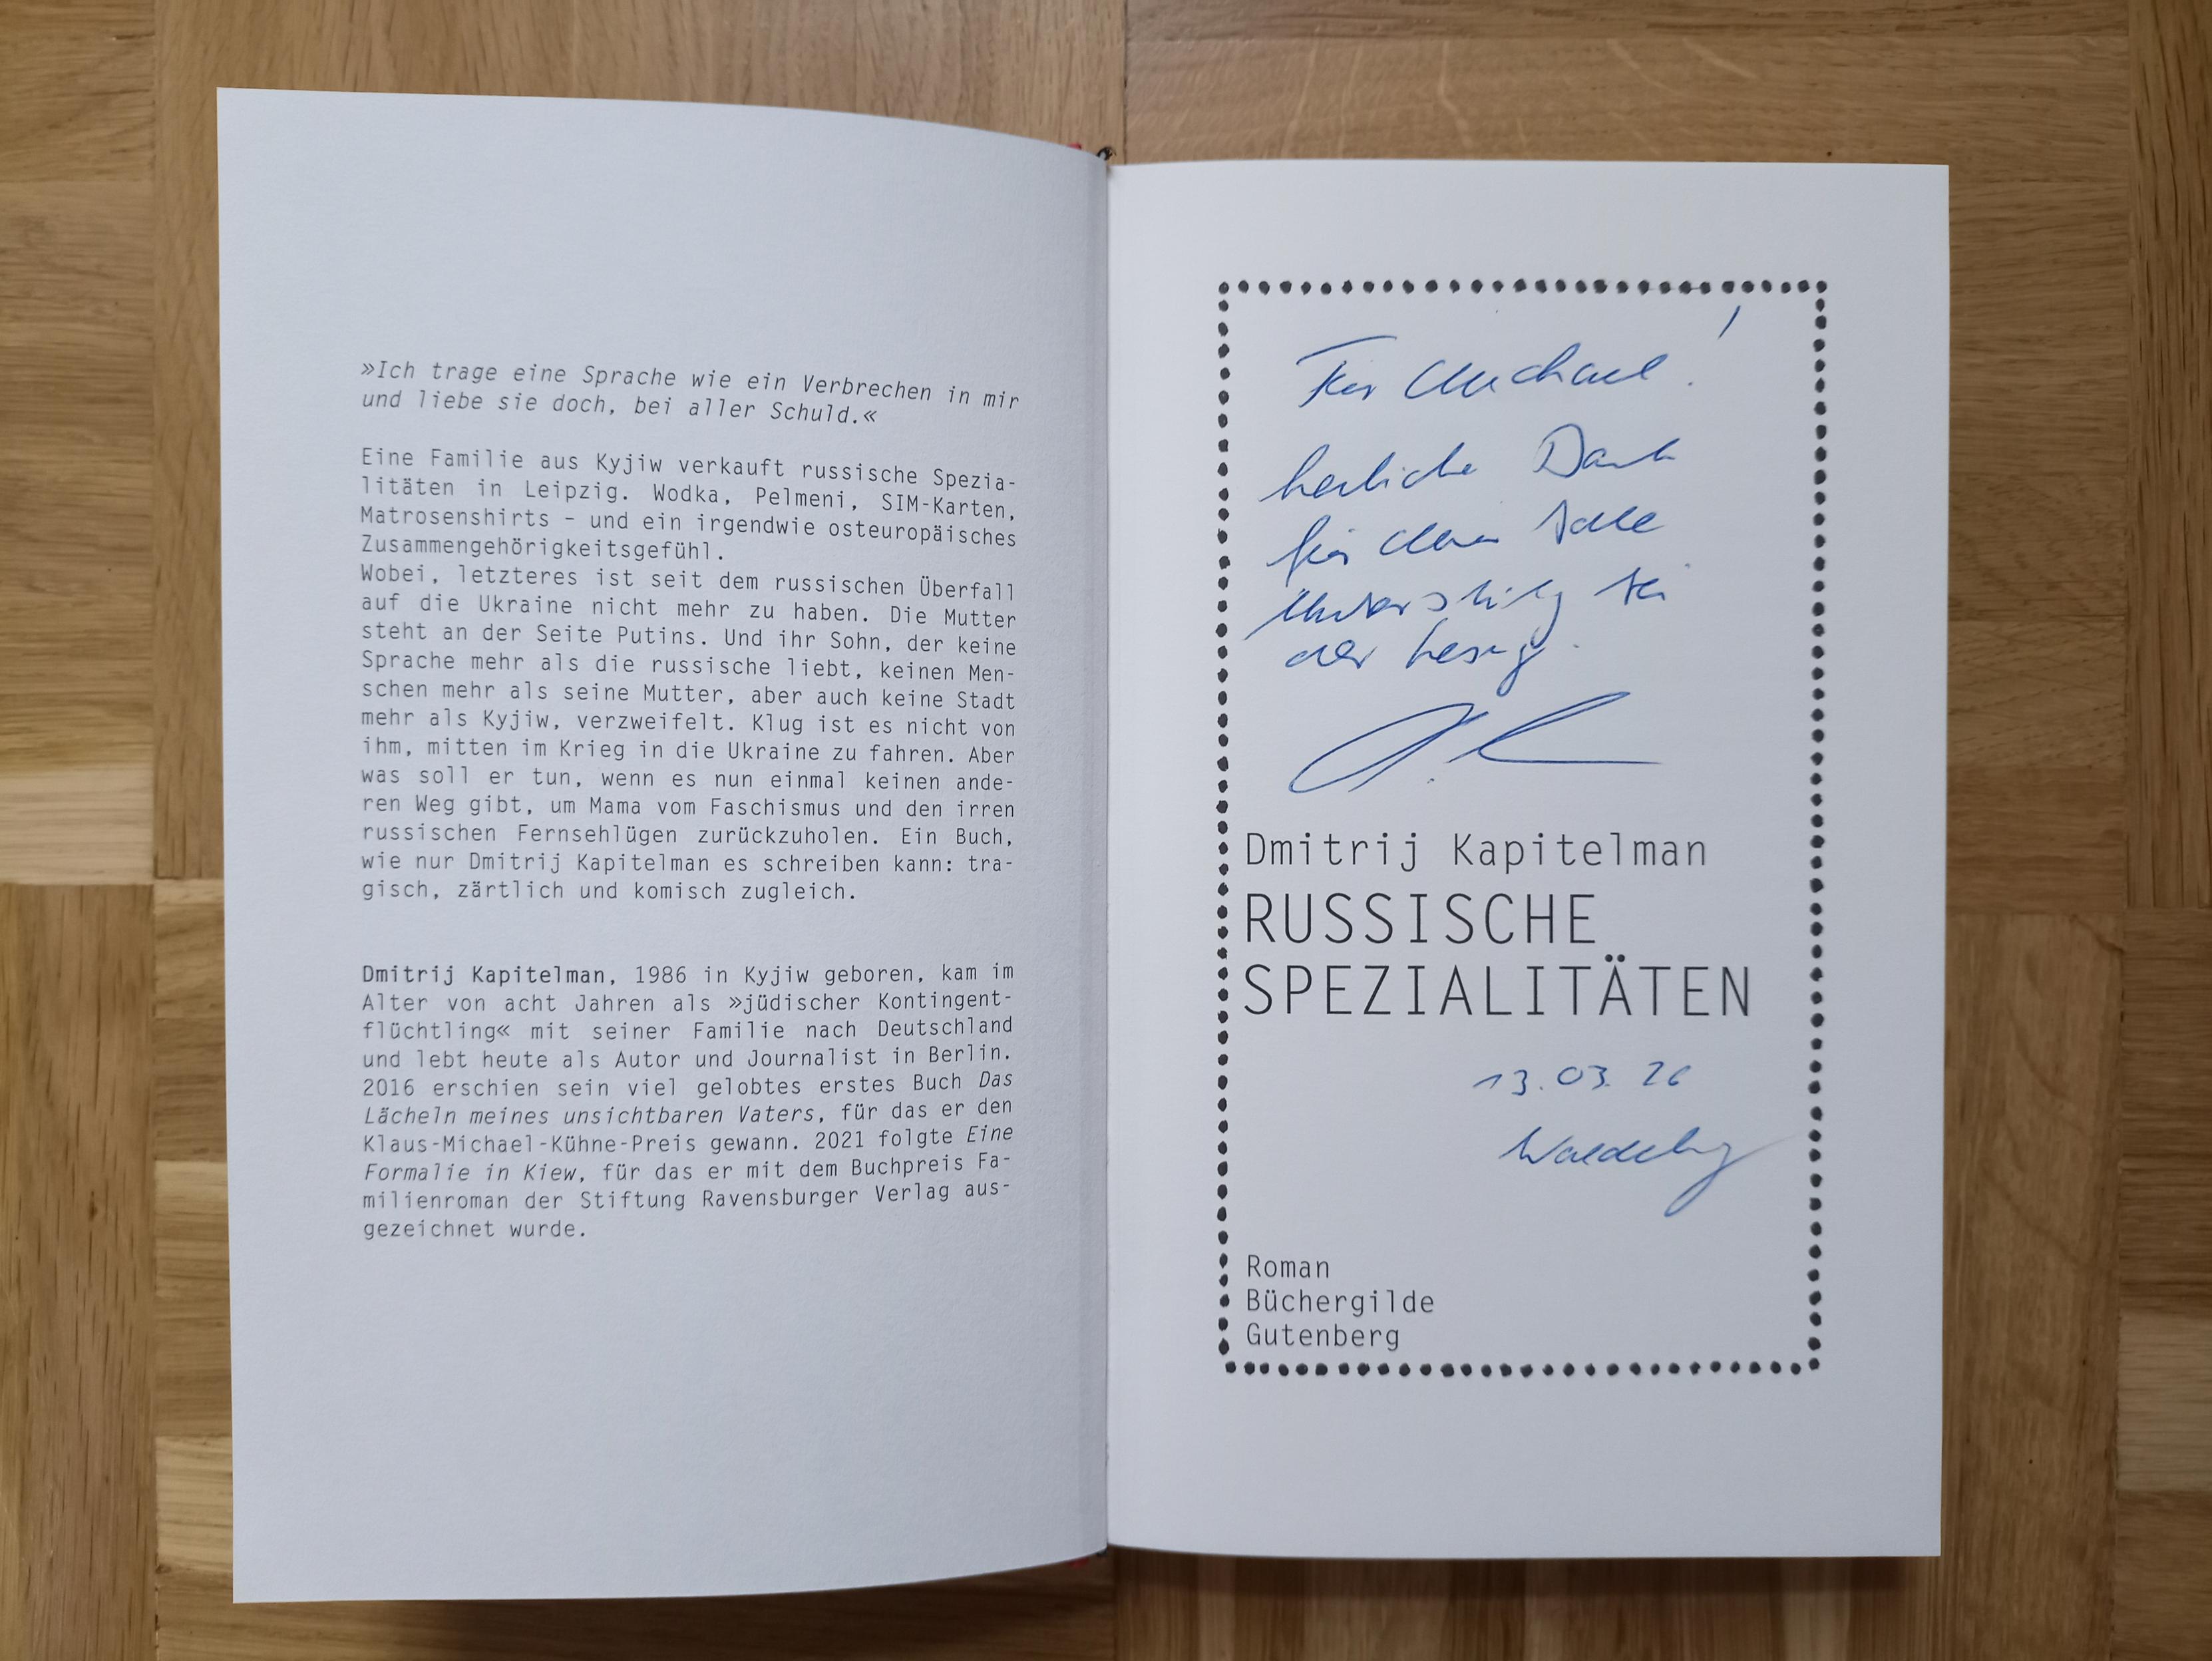 »Ich trage eine Sprache wie ein Verbrechen in mir
und liebe sie doch, bei aller Schuld.«
Eine Familie aus Kyjiw verkauft russische Spezia-
litäten in Leipzig. Wodka, Pelmeni, SIM-Karten,
Matrosenshirts – und ein irgendwie osteuropäisches
Zusammengehörigkeitsgefühl.
Wobei, letzteres ist seit dem russischen Überfall
auf die Ukraine nicht mehr zu haben. Die Mutter
steht an der Seite Putins. Und ihr Sohn, der keine
Sprache mehr als die russische liebt, keinen Men-
schen mehr als seine Mutter, aber auch keine Stadt
mehr als Kyjiw, verzweifelt. Klug ist es nicht von
ihm, mitten im Krieg in die Ukraine zu fahren. Aber
was soll er tun, wenn es nun einmal keinen ande-
ren Weg gibt, um Mama vom Faschismus und den irren
russischen Fernsehlügen zurückzuholen. Ein Buch,
wie nur Dmitrij Kapitelman es schreiben kann: tra-
gisch, zärtlich und komisch zugleich.
Dmitrij Kapitelman, 1986 in Kyjiw geboren, kam im
Alter von acht Jahren als »jüdischer Kontingent-
flüchtling« mit seiner Familie nach Deutschland
und lebt heute als Autor und Journalist in Berlin.
2016 erschien sein viel gelobtes erstes Buch Das
Lächeln meines unsichtbaren Vaters, für das er den
Klaus-Michael-Kühne-Preis gewann. 2021 folgte Eine
Formalie in Kiew, für das er mit dem Buchpreis Fa-
milienroman der Stiftung Ravensburger Verlag aus-
gezeichnet wurde.
Für Michael!
herzlichen Dank
für deine tolle
Unterstützung bei
der Lesung.
Dmitrij Kapitelman
RUSSISCHE
SPEZIALITÄTEN
13.03.26
Roman
Büchergilde
Gutenberg